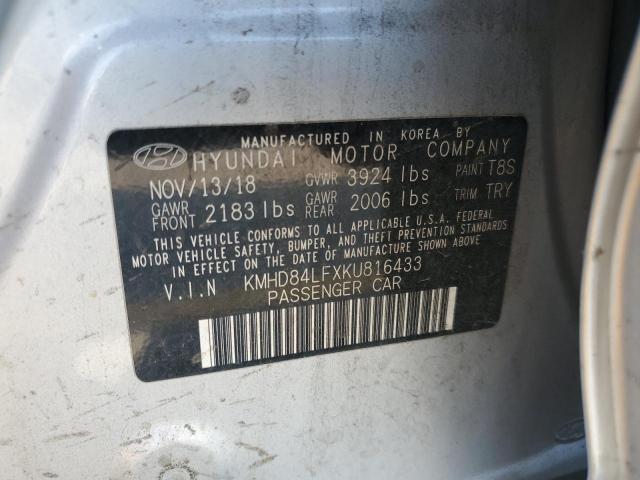 MANUFACTURED IN KOREA BY
HYUNDAI MOTOR COMPANY
NOV/13/18 GVWR 3924 lbs PAINT T8S
GAWR FRONT 2183 lbs GAWR REAR 2006 lbs TRIM TRY
THIS VEHICLE CONFORMS TO ALL APPLICABLE U.S.A. FEDERAL
MOTOR VEHICLE SAFETY, BUMPER, AND THEFT PREVENTION STANDARDS
IN EFFECT ON THE DATE OF MANUFACTURE SHOWN ABOVE.
V.I.N KMHD84LFXKU816433
PASSENGER CAR